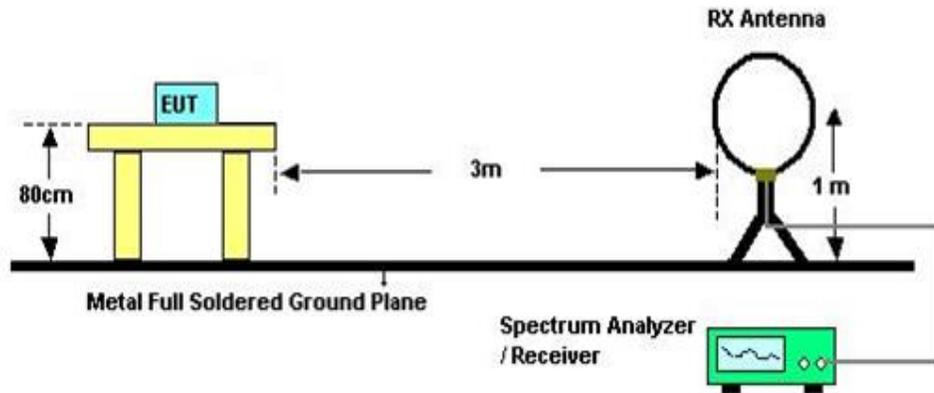 RX Antenna
EUT
3m
80cm
1 m
Metal Full Soldered Ground Plane
Spectrum Analyzer
/ Receiver